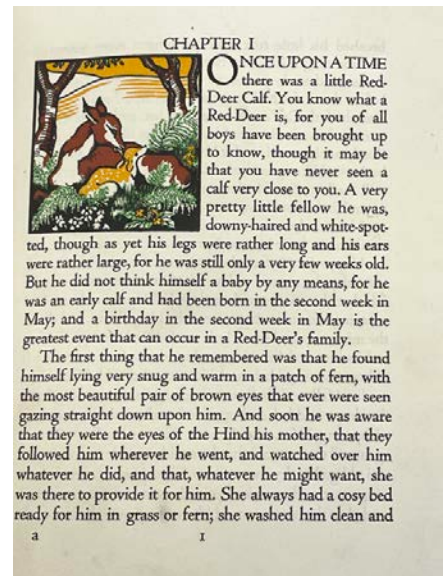 CHAPTER I
ONCE UPON A TIME
there was a little Red-
Deer Calf. You know what a
Red-Deer is, for you of all
boys have been brought up
to know, though it may be
that you have never seen a
calf very close to you. A very
pretty little fellow he was,
downy-haired and white-spot-
ted, though as yet his legs were rather long and his ears
were rather large, for he was still only a very few weeks old.
But he did not think himself a baby by any means, for he
was an early calf and had been born in the second week in
May; and a birthday in the second week in May is the
greatest event that can occur in a Red-Deer's family.
The first thing that he remembered was that he found
himself lying very snug and warm in a patch of fern, with
the most beautiful pair of brown eyes that ever were seen
gazing straight down upon him. And soon he was aware
that they were the eyes of the Hind his mother, that they
followed him wherever he went, and watched over him
whatever he did, and that, whatever he might want, she
was there to provide it for him. She always had a cosy bed
ready for him in grass or fern; she washed him clean and
a 1